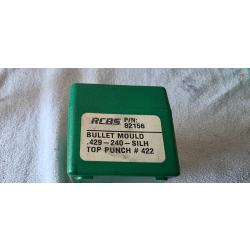 RCBS P/N:
82156
BULLET MOULD
.429-240-SILH
TOP PUNCH # 422